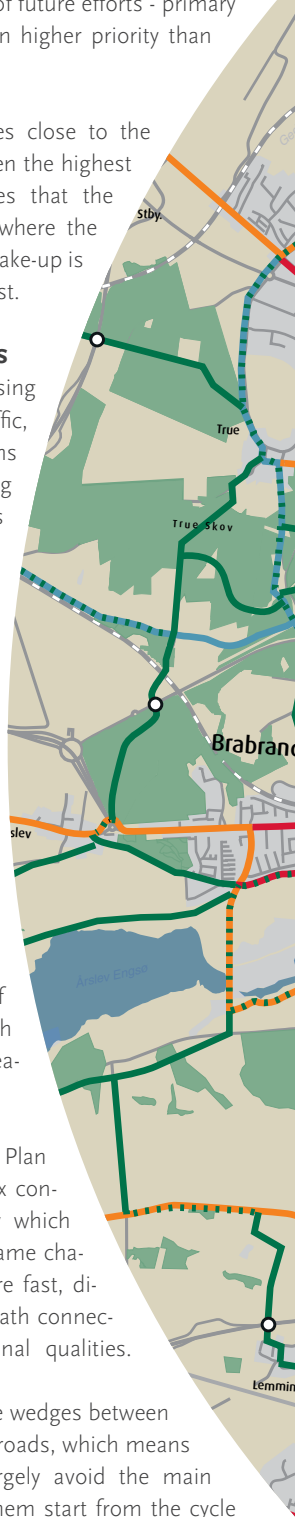 of future efforts - primary
n higher priority than
es close to the
en the highest
es that the
where the
ake-up is
st.
s
sing
ffic,
ns
g
s
f
h
ea-
Plan
x con-
which
ame cha-
re fast, di-
ath connec-
nal qualities.
e wedges between
roads, which means
rgely avoid the main
hem start from the cycle
Stby.
True
True Skov
Brabrand
slev
Årslev Engsø
Lemmin